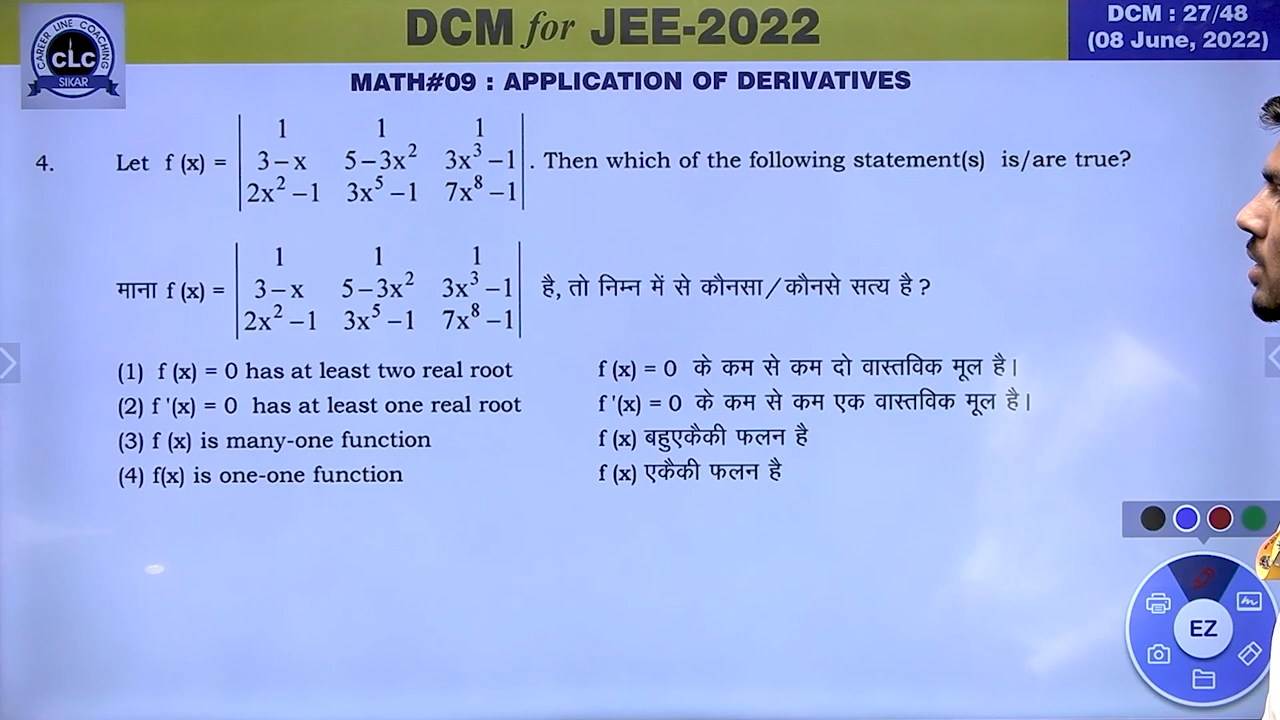 CAREER LINE COACHING
CLC
SIKAR
DCM for JEE-2022
DCM : 27/48
(08 June, 2022)
MATH#09 : APPLICATION OF DERIVATIVES
4. Let f (x) = | 1 1 1 |
| 3 – x 5 – 3x² 3x³ – 1 | . Then which of the following statement(s) is/are true?
| 2x² – 1 3x⁵ – 1 7x⁸ – 1 |
माना f (x) = | 1 1 1 |
| 3 – x 5 – 3x² 3x³ – 1 | है, तो निम्न में से कौनसा/कौनसे सत्य है?
| 2x² – 1 3x⁵ – 1 7x⁸ – 1 |
(1) f (x) = 0 has at least two real root f (x) = 0 के कम से कम दो वास्तविक मूल है।
(2) f '(x) = 0 has at least one real root f '(x) = 0 के कम से कम एक वास्तविक मूल है।
(3) f (x) is many-one function f (x) बहुएकैकी फलन है
(4) f(x) is one-one function f (x) एकैकी फलन है
EZ